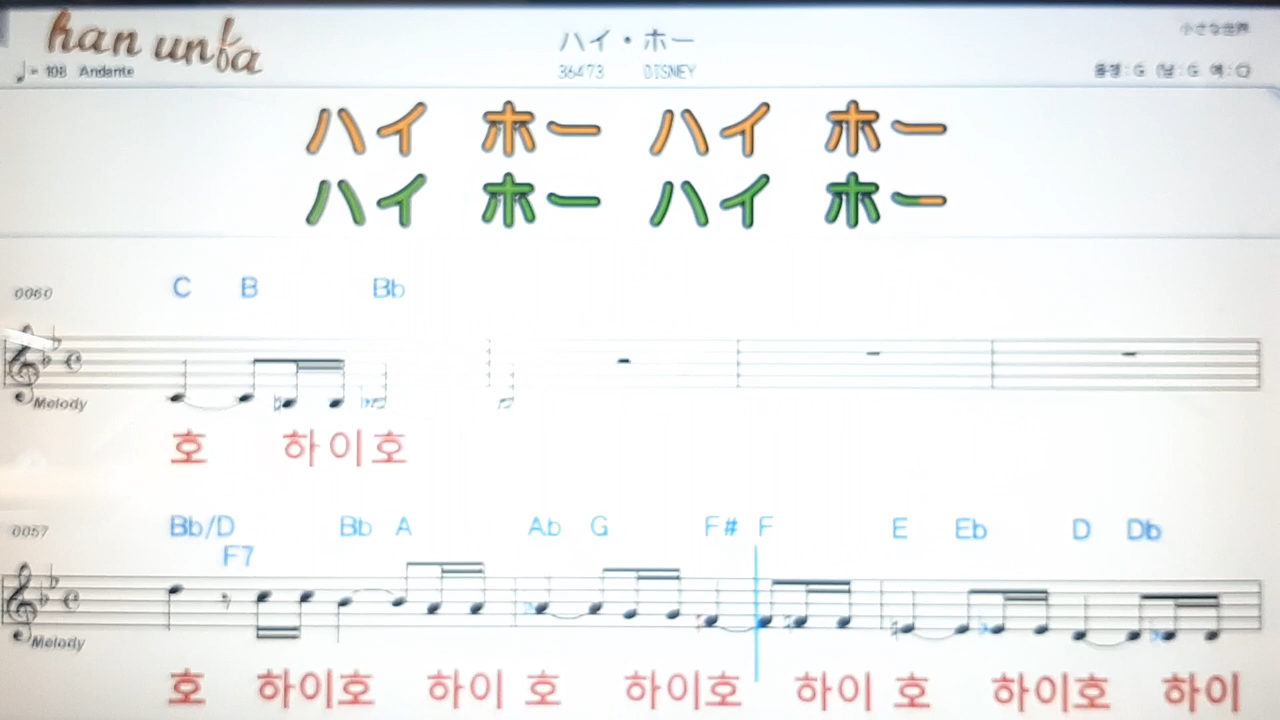 han unba
ハイ・ホー
小さな世界
♩= 108 Andante
36473 DISNEY
ハイ ホー ハイ ホー
ハイ ホー ハイ ホー
0060
C B Bb
Melody
호 하이호
0057
Bb/D Bb A Ab G F# F E Eb D Db
F7
Melody
호 하이호 하이 호 하이호 하이 호 하이호 하이